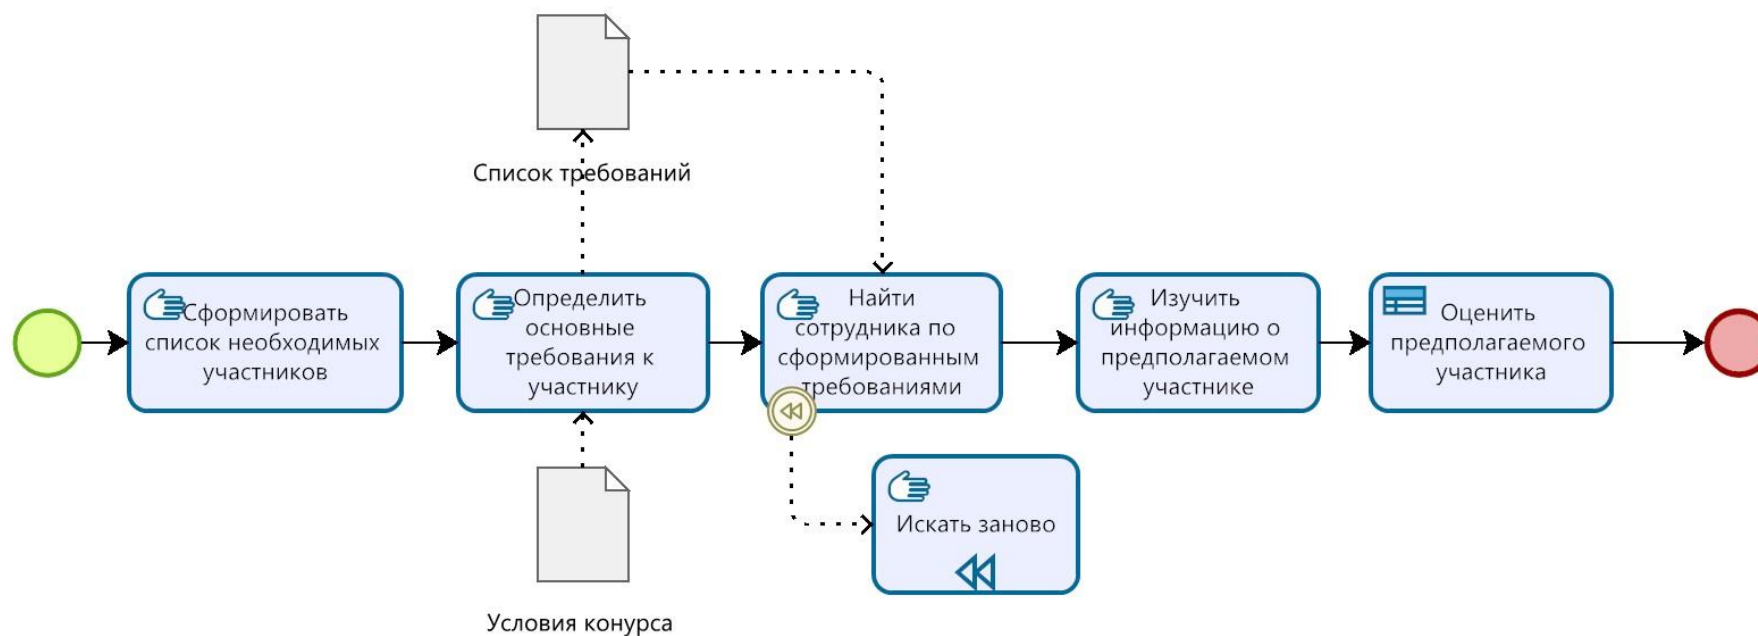 Список требований
Сформировать
список необходимых
участников
Определить
основные
требования к
участнику
Найти
сотрудника по
сформированным
требованиями
Изучить
информацию о
предполагаемом
участнике
Оценить
предполагаемого
участника
Искать заново
Условия конурса